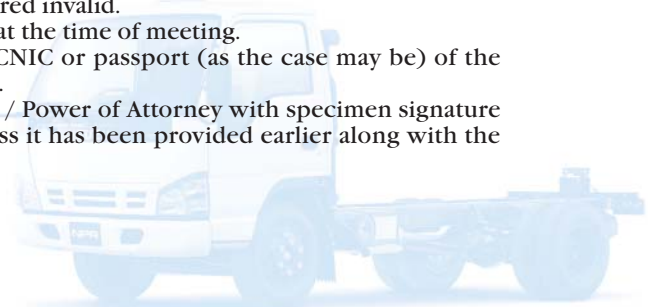 red invalid.
at the time of meeting.
CNIC or passport (as the case may be) of the
.
/ Power of Attorney with specimen signature
ss it has been provided earlier along with the
NPR